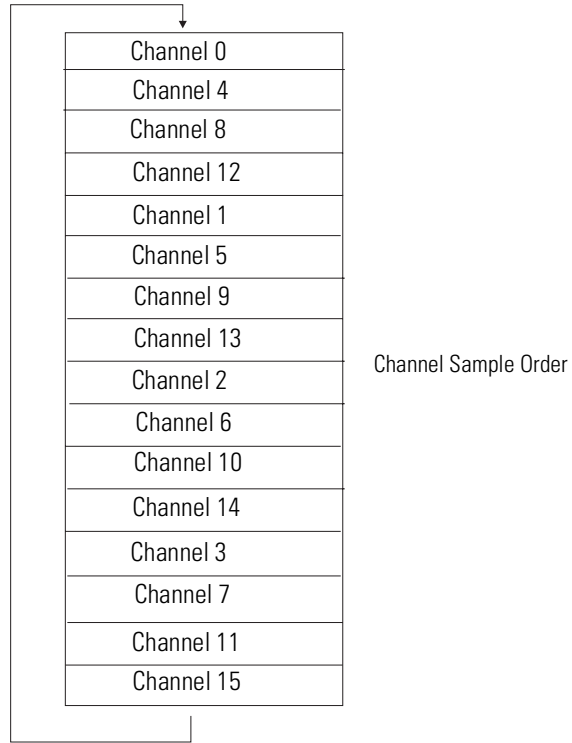 Channel 0
Channel 4
Channel 8
Channel 12
Channel 1
Channel 5
Channel 9
Channel 13
Channel 2
Channel 6
Channel 10
Channel 14
Channel 3
Channel 7
Channel 11
Channel 15
Channel Sample Order